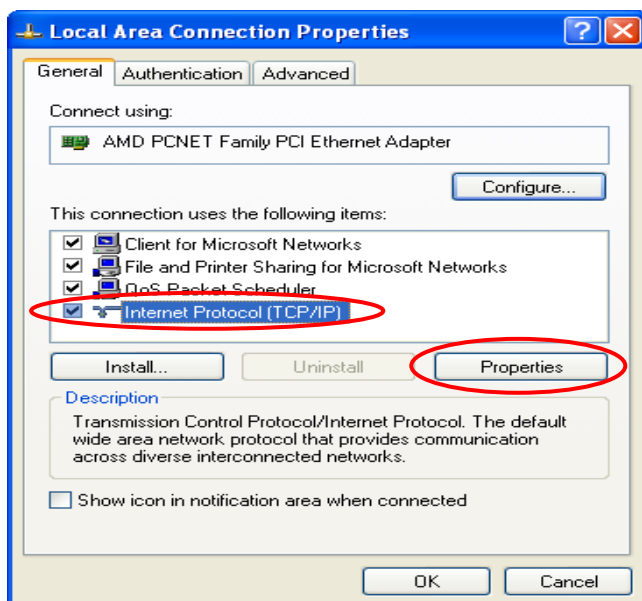 Local Area Connection Properties
General Authentication Advanced
Connect using:
AMD PCNET Family PCI Ethernet Adapter
Configure...
This connection uses the following items:
Client for Microsoft Networks
File and Printer Sharing for Microsoft Networks
QoS Packet Scheduler
Internet Protocol (TCP/IP)
Install... Uninstall Properties
Description
Transmission Control Protocol/Internet Protocol. The default
wide area network protocol that provides communication
across diverse interconnected networks.
Show icon in notification area when connected
OK Cancel